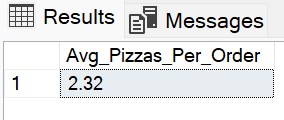 Results Messages
Avg_Pizzas_Per_Order
1 2.32